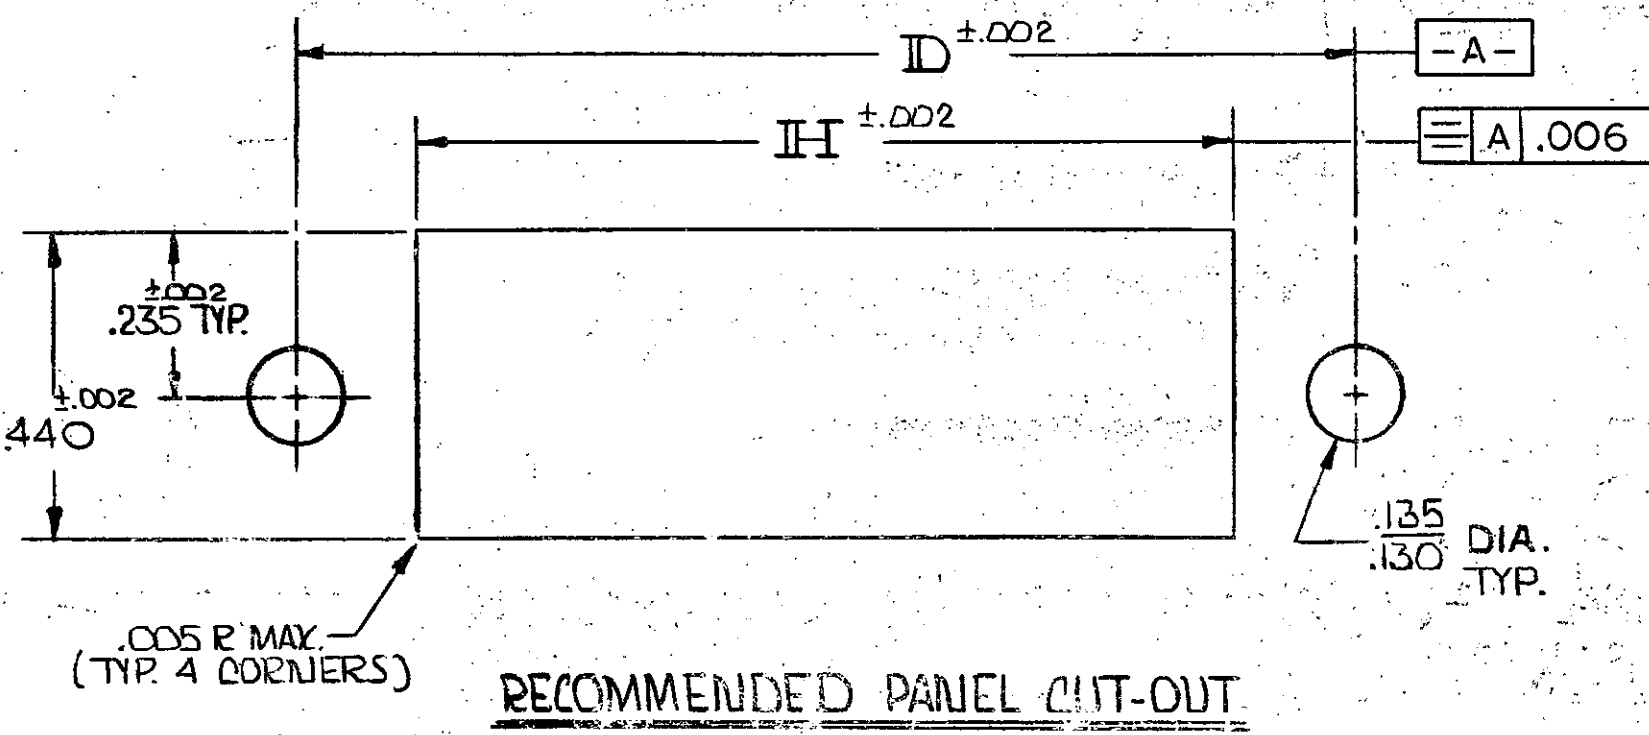 D ±.002
-A-
H ±.002
⌯ A .006
±.002
.235 TYP.
±.002
.440
.135
.130 DIA.
TYP.
.005 R MAX.
(TYP. 4 CORNERS)
RECOMMENDED PANEL CUT-OUT